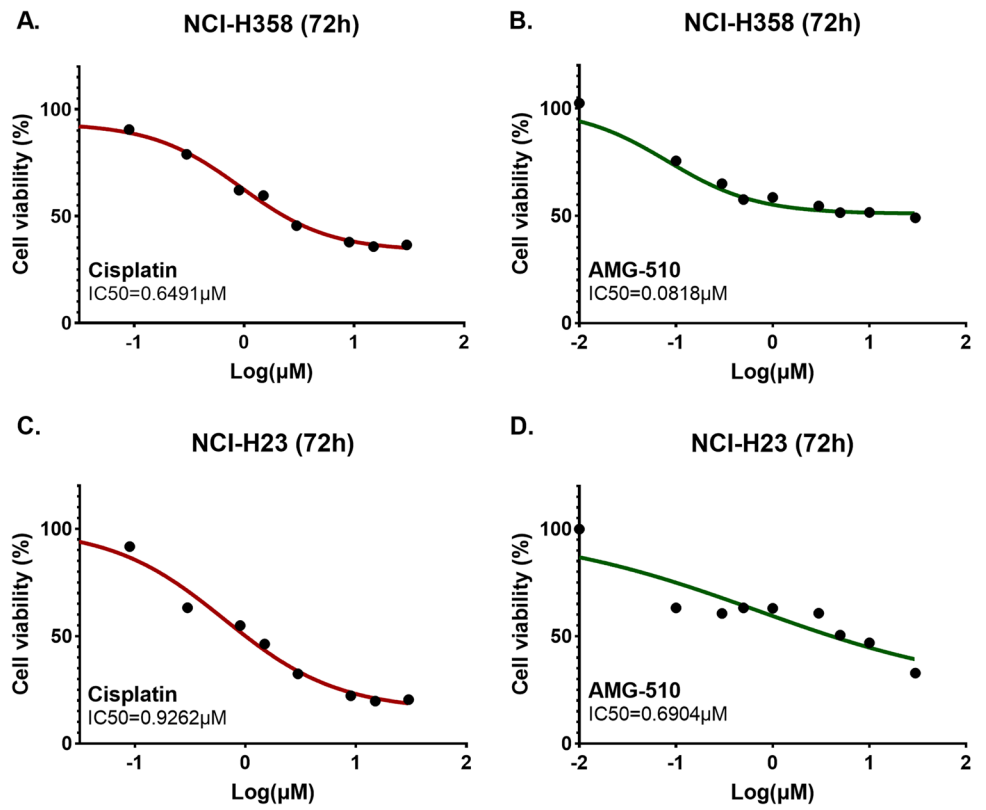 A.
NCI-H358 (72h)
Cell viability (%)
100
50
0
Cisplatin
IC50=0.6491µM
-1
0
1
2
Log(µM)
B.
NCI-H358 (72h)
Cell viability (%)
100
50
0
AMG-510
IC50=0.0818µM
-2
-1
0
1
2
Log(µM)
C.
NCI-H23 (72h)
Cell viability (%)
100
50
0
Cisplatin
IC50=0.9262µM
-1
0
1
2
Log(µM)
D.
NCI-H23 (72h)
Cell viability (%)
100
50
0
AMG-510
IC50=0.6904µM
-2
-1
0
1
2
Log(µM)